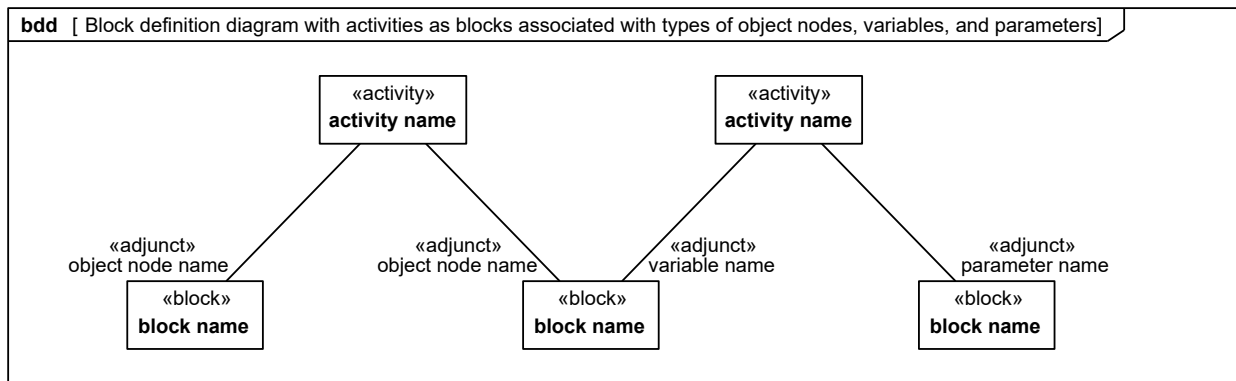 bdd [ Block definition diagram with activities as blocks associated with types of object nodes, variables, and parameters]
«activity»
activity name
«activity»
activity name
«adjunct»
object node name
«adjunct»
object node name
«adjunct»
variable name
«adjunct»
parameter name
«block»
block name
«block»
block name
«block»
block name